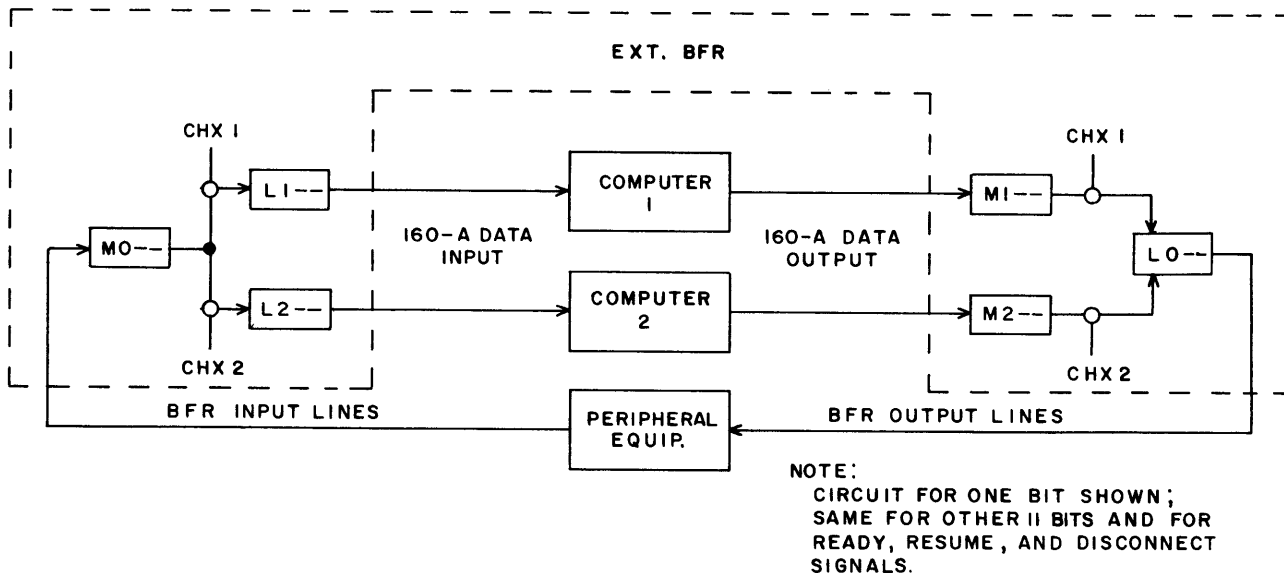 EXT. BFR
CHX 1
CHX 1
L1--
COMPUTER
1
M1--
M0--
160-A DATA
INPUT
160-A DATA
OUTPUT
L0--
L2--
COMPUTER
2
M2--
CHX 2
CHX 2
BFR INPUT LINES
PERIPHERAL
EQUIP.
BFR OUTPUT LINES
NOTE:
CIRCUIT FOR ONE BIT SHOWN;
SAME FOR OTHER 11 BITS AND FOR
READY, RESUME, AND DISCONNECT
SIGNALS.